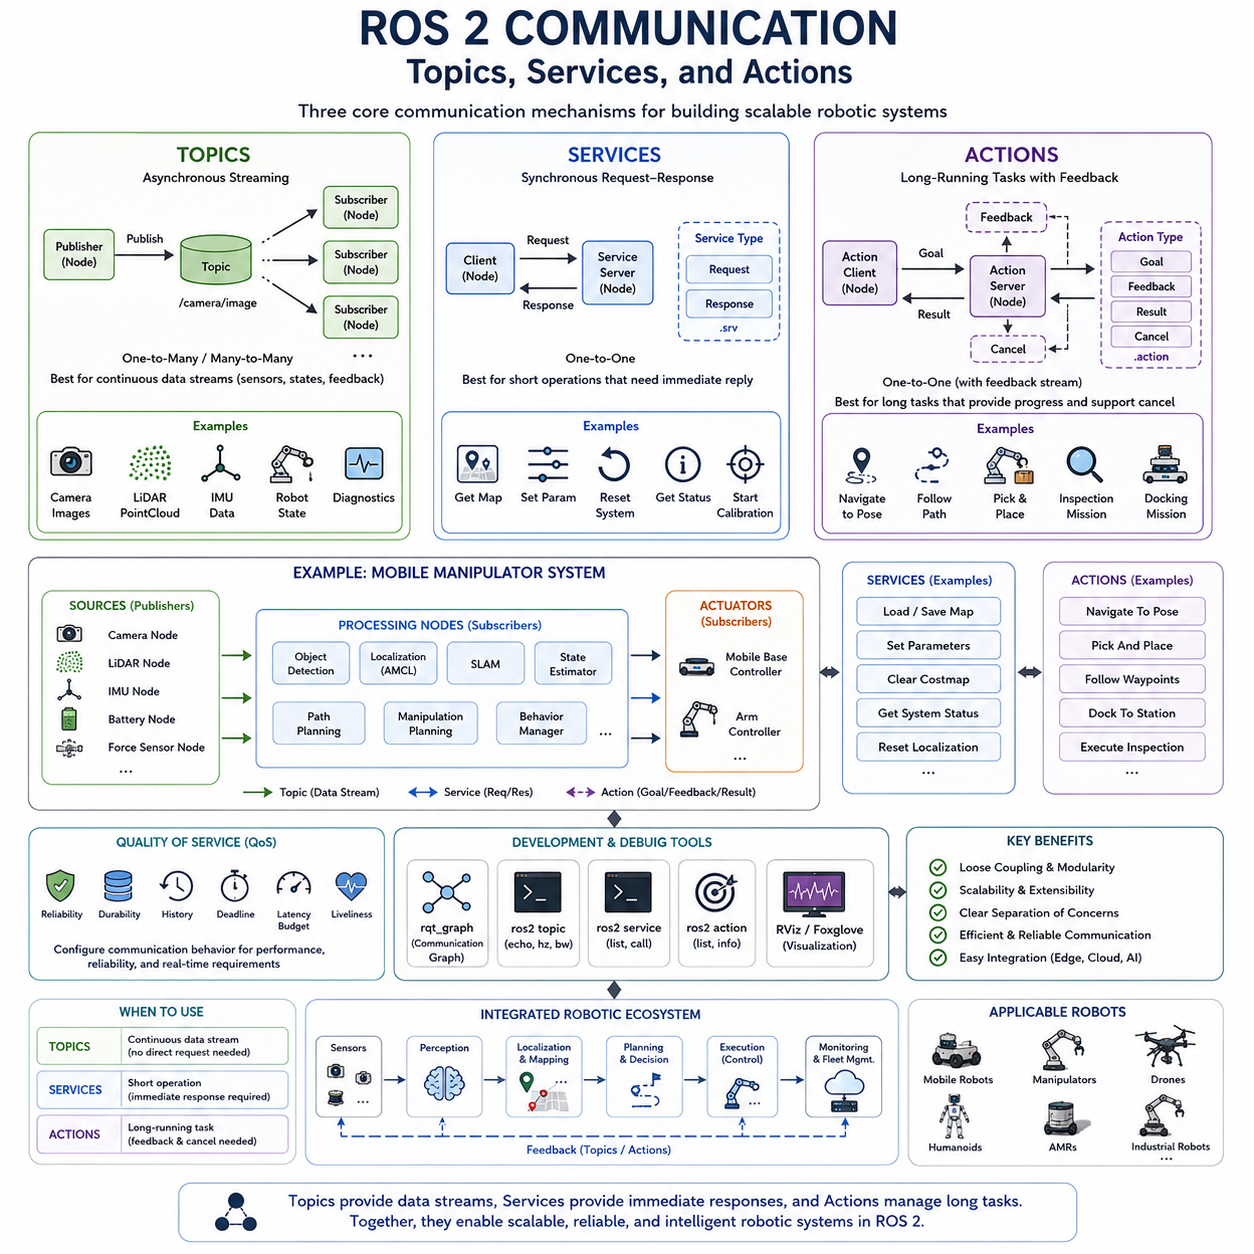 ROS 2 COMMUNICATION
Topics, Services, and Actions
Three core communication mechanisms for building scalable robotic systems
TOPICS
Asynchronous Streaming
Publisher
(Node)
Publish
Topic
/camera/image
Subscriber
(Node)
Subscriber
(Node)
Subscriber
(Node)
...
One-to-Many / Many-to-Many
Best for continuous data streams (sensors, states, feedback)
Examples
Camera
Images
LiDAR
PointCloud
IMU
Data
Robot
State
Diagnostics
SERVICES
Synchronous Request–Response
Client
(Node)
Request
Response
Service
Server
(Node)
Service Type
Request
Response
.srv
One-to-One
Best for short operations that need immediate reply
Examples
Get Map
Set Param
Reset
System
Get Status
Start
Calibration
ACTIONS
Long-Running Tasks with Feedback
Action
Client
(Node)
Goal
Result
Feedback
Action
Server
(Node)
Cancel
Action Type
Goal
Feedback
Result
Cancel
.action
One-to-One (with feedback stream)
Best for long tasks that provide progress and support cancel
Examples
Navigate
to Pose
Follow
Path
Pick &
Place
Inspection
Mission
Docking
Mission
EXAMPLE: MOBILE MANIPULATOR SYSTEM
SOURCES (Publishers)
Camera Node
LiDAR Node
IMU Node
Battery Node
Force Sensor Node
...
PROCESSING NODES (Subscribers)
Object
Detection
Localization
(AMCL)
SLAM
State
Estimator
Path
Planning
Manipulation
Planning
Behavior
Manager
...
ACTUATORS
(Subscribers)
Mobile Base
Controller
Arm
Controller
...
Topic (Data Stream)
Service (Req/Res)
Action (Goal/Feedback/Result)
SERVICES (Examples)
Load / Save Map
Set Parameters
Clear Costmap
Get System Status
Reset Localization
...
ACTIONS (Examples)
Navigate To Pose
Pick And Place
Follow Waypoints
Dock To Station
Execute Inspection
...
QUALITY OF SERVICE (QoS)
Reliability
Durability
History
Deadline
Latency
Budget
Liveliness
Configure communication behavior for performance,
reliability, and real-time requirements
DEVELOPMENT & DEBUIG TOOLS
rqt_graph
(Communication
Graph)
ros2 topic
(echo, hz, bw)
ros2 service
(list, call)
ros2 action
(list, info)
RViz / Foxglove
(Visualization)
KEY BENEFITS
Loose Coupling & Modularity
Scalability & Extensibility
Clear Separation of Concerns
Efficient & Reliable Communication
Easy Integration (Edge, Cloud, AI)
WHEN TO USE
TOPICS
Continuous data stream
(no direct request needed)
SERVICES
Short operation
(immediate response required)
ACTIONS
Long-running task
(feedback & cancel needed)
INTEGRATED ROBOTIC ECOSYSTEM
Sensors
...
Perception
Localization
& Mapping
...
Planning
& Decision
Execution
(Control)
...
Monitoring
& Fleet Mgmt.
Feedback (Topics / Actions)
APPLICABLE ROBOTS
Mobile Robots
Manipulators
Drones
Humanoids
AMRs
Industrial Robots
...
Topics provide data streams, Services provide immediate responses, and Actions manage long tasks.
Together, they enable scalable, reliable, and intelligent robotic systems in ROS 2.